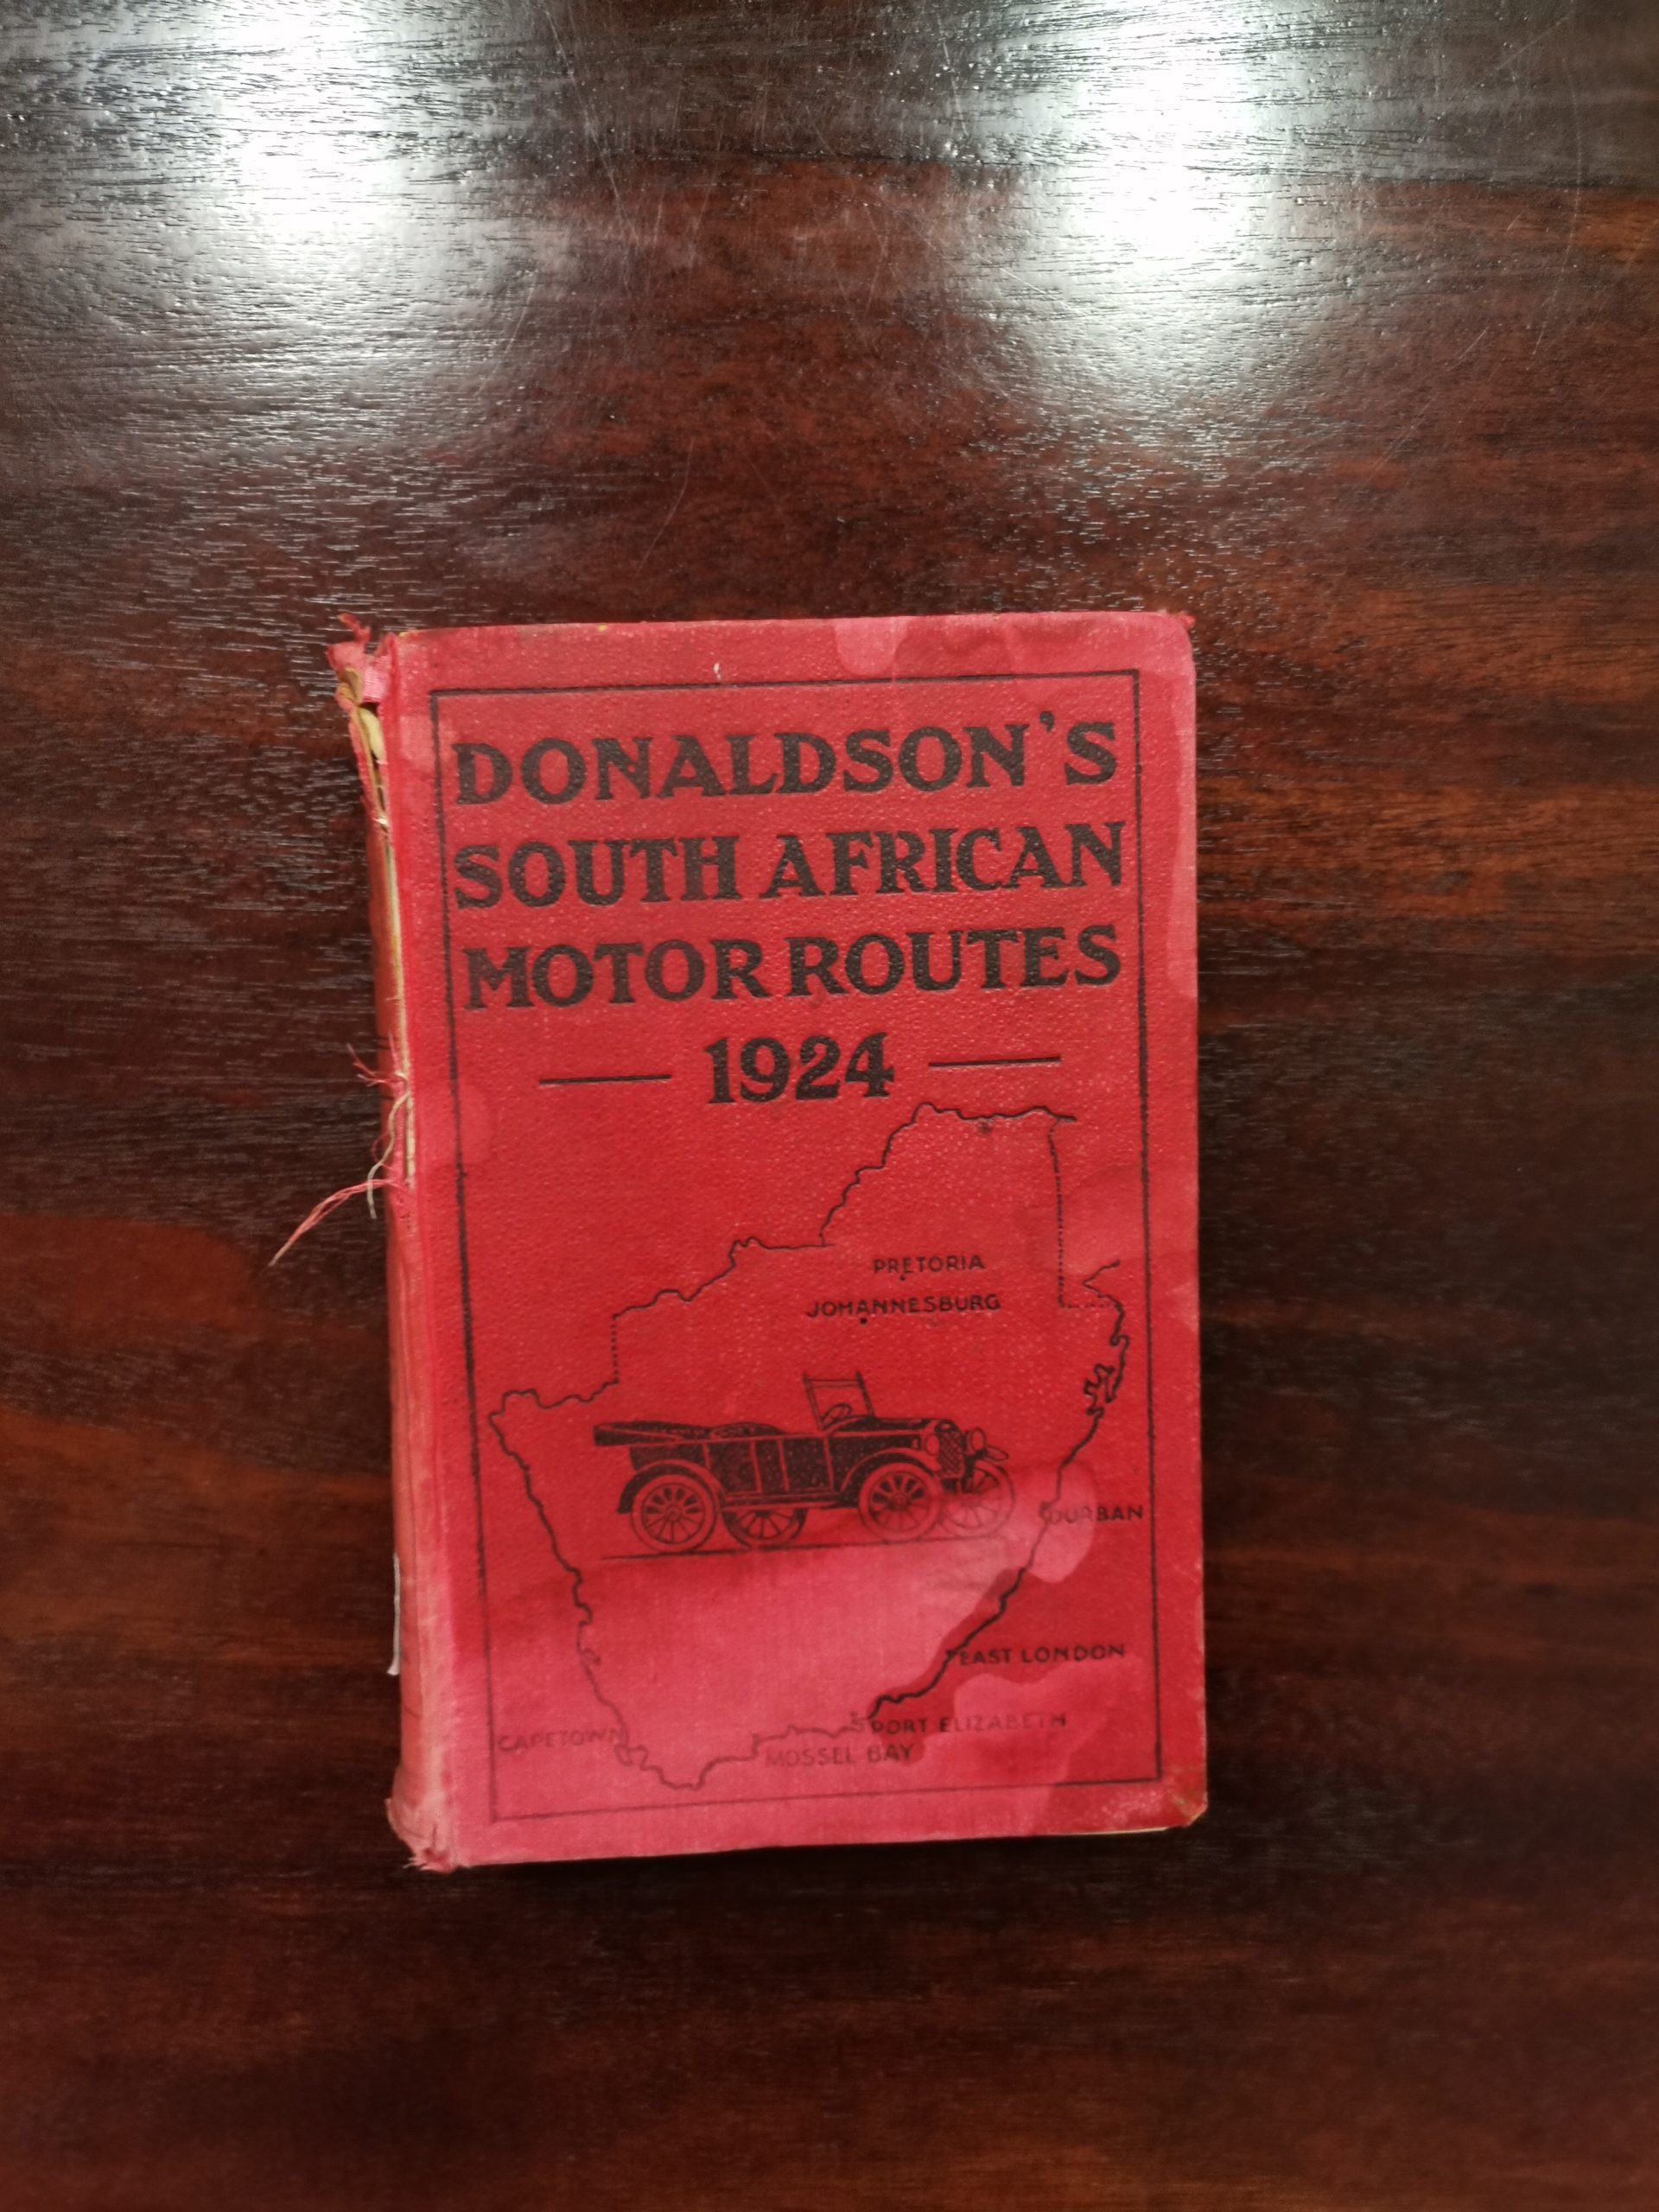 DONALDSON'S
SOUTH AFRICAN
MOTOR ROUTES
1924
PRETORIA
JOHANNESBURG
DURBAN
EAST LONDON
PORT ELIZABETH
CAPETOWN
MOSSEL BAY